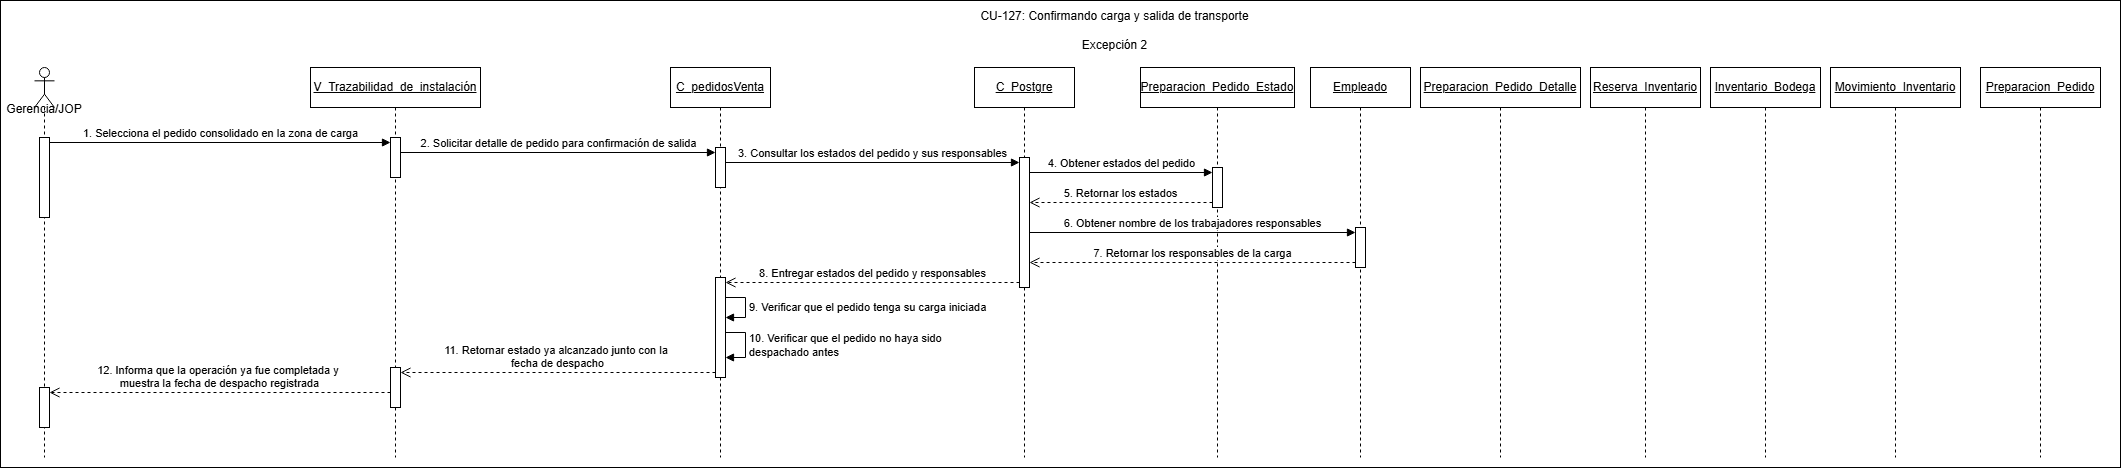 CU-127: Confirmando carga y salida de transporte
Excepción 2
Gerencia/JOP
V_Trazabilidad_de_instalación
C_pedidosVenta
C_Postgre
Preparacion_Pedido_Estado
Empleado
Preparacion_Pedido_Detalle
Reserva_Inventario
Inventario_Bodega
Movimiento_Inventario
Preparacion_Pedido
1. Selecciona el pedido consolidado en la zona de carga
2. Solicitar detalle de pedido para confirmación de salida
3. Consultar los estados del pedido y sus responsables
4. Obtener estados del pedido
5. Retornar los estados
6. Obtener nombre de los trabajadores responsables
7. Retornar los responsables de la carga
8. Entregar estados del pedido y responsables
9. Verificar que el pedido tenga su carga iniciada
10. Verificar que el pedido no haya sido
despachado antes
11. Retornar estado ya alcanzado junto con la
fecha de despacho
12. Informa que la operación ya fue completada y
muestra la fecha de despacho registrada